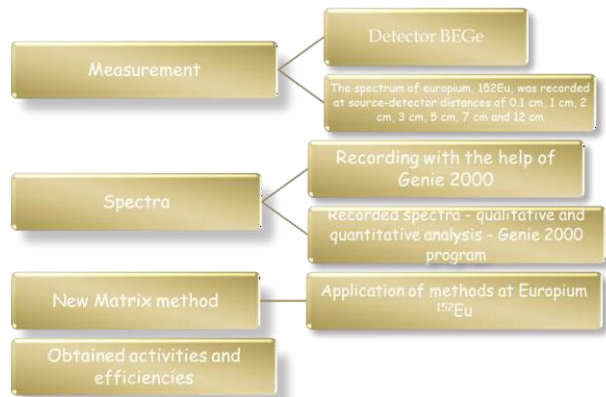 Measurement
Detector BEGe
The spectrum of europium, 152Eu, was recorded
at source-detector distances of 0.1 cm, 1 cm, 2
cm, 3 cm, 5 cm, 7 cm and 12 cm
Spectra
Recording with the help of
Genie 2000
Recorded spectra - qualitative and
quantitative analysis - Genie 2000
program
New Matrix method
Application of methods at Europium
¹⁵²Eu
Obtained activities and
efficiencies